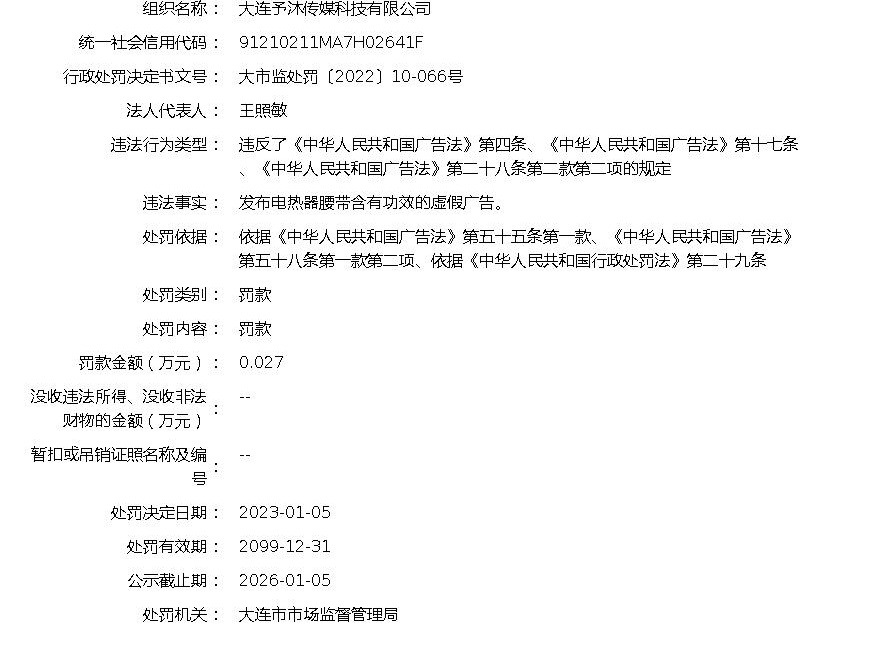 组织名称： 大连予沐传媒科技有限公司
统一社会信用代码： 91210211MA7H02641F
行政处罚决定书文号： 大市监处罚〔2022〕10-066号
法人代表人： 王照敏
违法行为类型： 违反了《中华人民共和国广告法》第四条、《中华人民共和国广告法》第十七条
、《中华人民共和国广告法》第二十八条第二款第二项的规定
违法事实： 发布电热器腰带含有功效的虚假广告。
处罚依据： 依据《中华人民共和国广告法》第五十五条第一款、《中华人民共和国广告法》
第五十八条第一款第二项、依据《中华人民共和国行政处罚法》第二十九条
处罚类别： 罚款
处罚内容： 罚款
罚款金额（万元）： 0.027
没收违法所得、没收非法
财物的金额（万元）： --
暂扣或吊销证照名称及编
号： --
处罚决定日期： 2023-01-05
处罚有效期： 2099-12-31
公示截止期： 2026-01-05
处罚机关： 大连市市场监督管理局